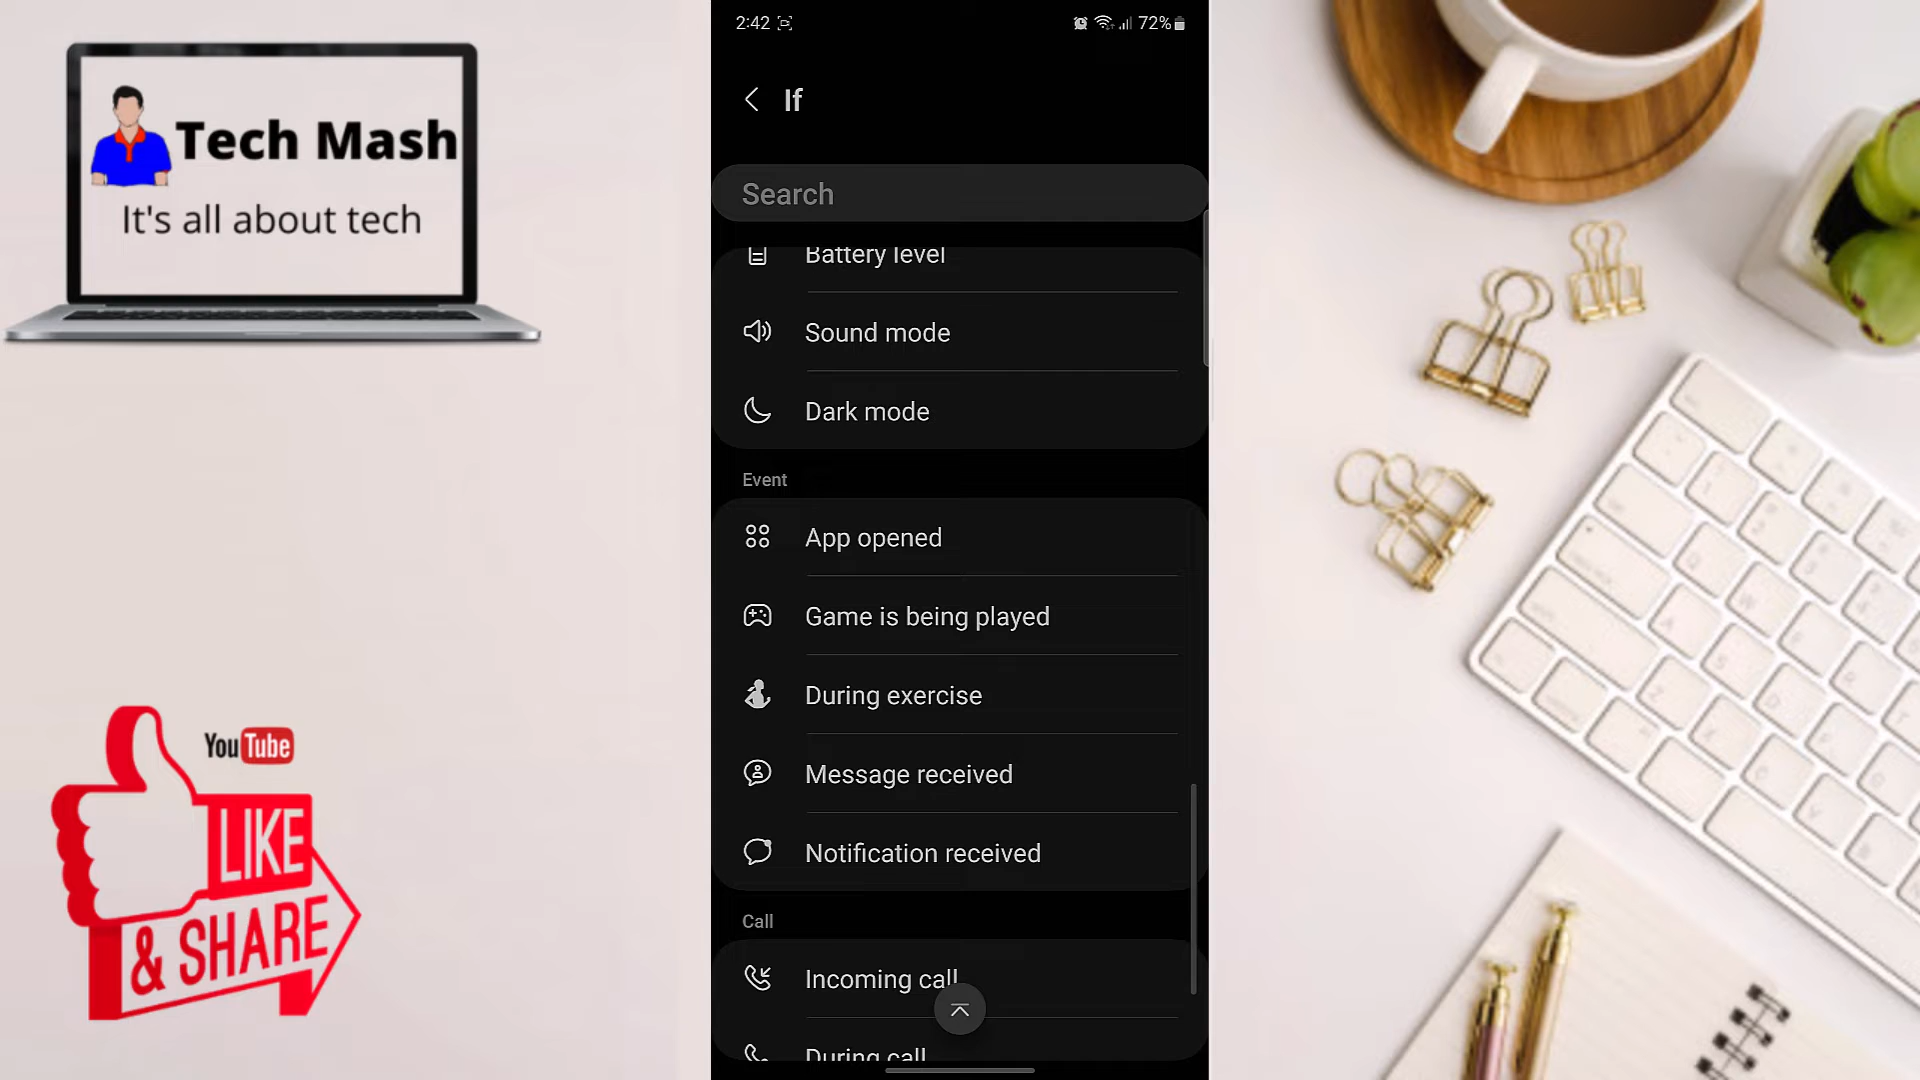 Tech Mash
It's all about tech
YouTube
LIKE
& SHARE
2:42
72%
If
Search
Battery level
Sound mode
Dark mode
Event
App opened
Game is being played
During exercise
Message received
Notification received
Call
Incoming call
During call